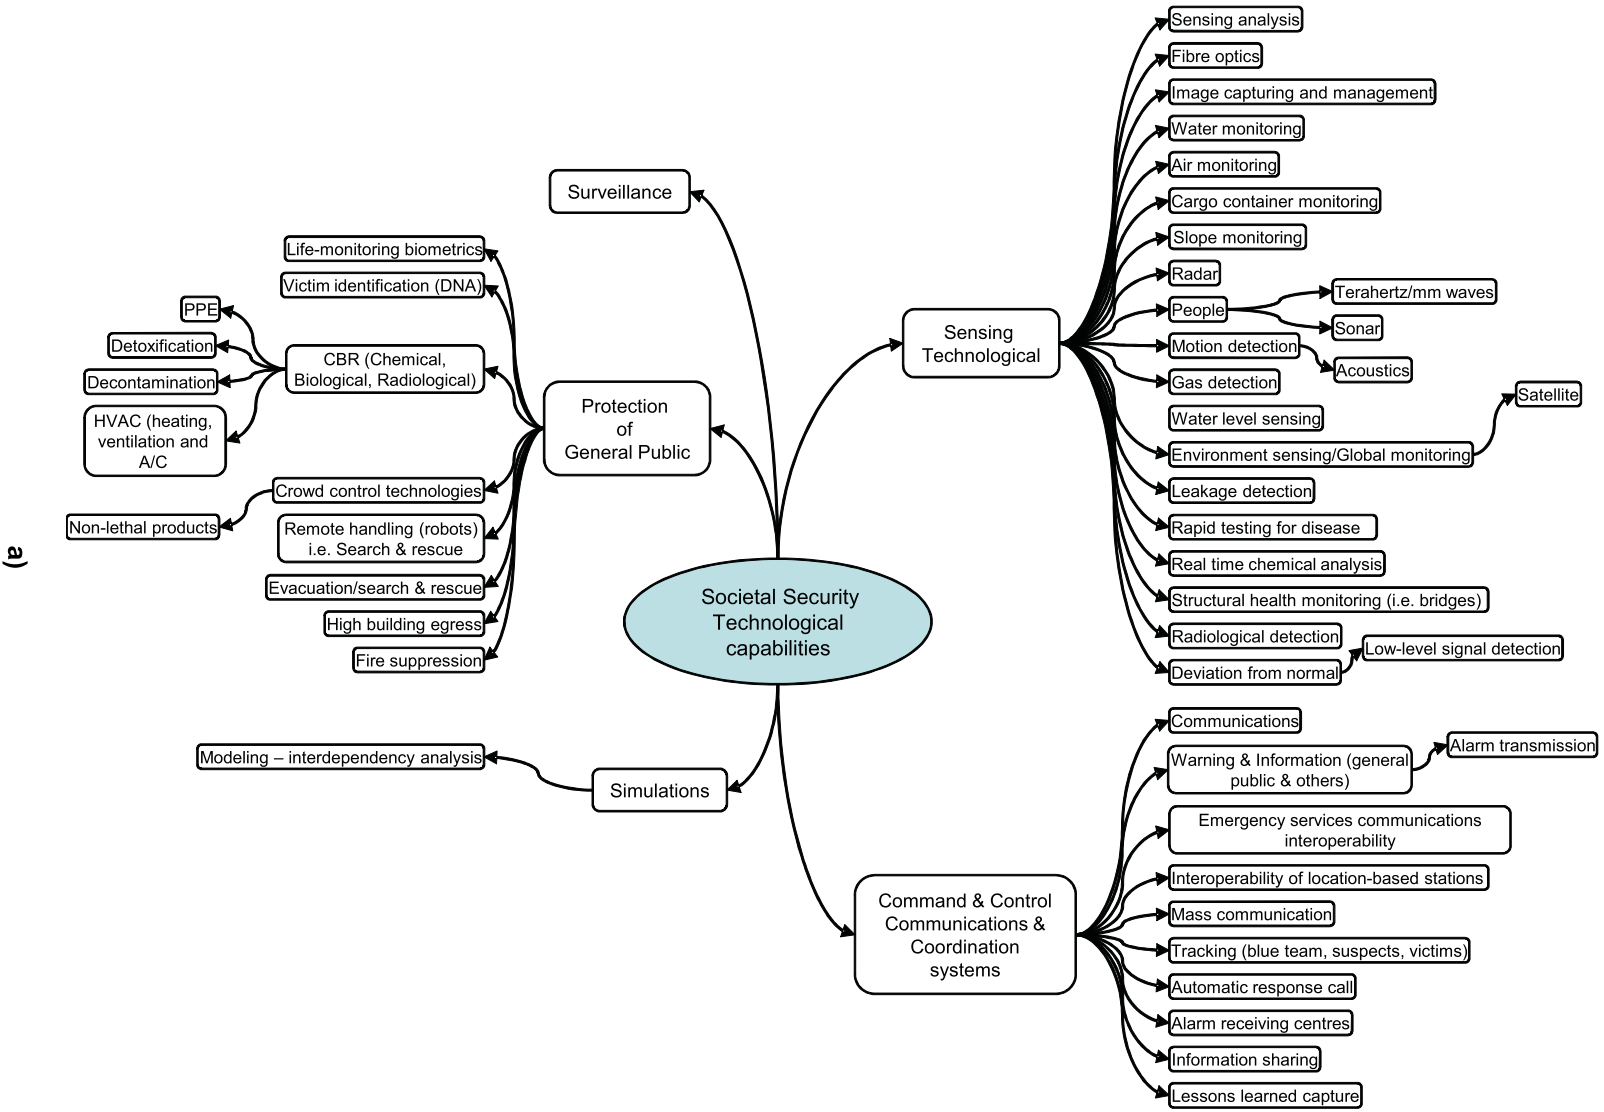 Sensing analysis
Fibre optics
Image capturing and management
Water monitoring
Air monitoring
Cargo container monitoring
Slope monitoring
Radar
People
Terahertz/mm waves
Sonar
Motion detection
Acoustics
Gas detection
Water level sensing
Satellite
Environment sensing/Global monitoring
Leakage detection
Rapid testing for disease
Real time chemical analysis
Structural health monitoring (i.e. bridges)
Radiological detection
Deviation from normal
Low-level signal detection
Sensing
Technological
Surveillance
Life-monitoring biometrics
Victim identification (DNA)
PPE
Detoxification
Decontamination
HVAC (heating,
ventilation and
A/C
CBR (Chemical,
Biological, Radiological)
Protection
of
General Public
Crowd control technologies
Non-lethal products
Remote handling (robots)
i.e. Search & rescue
Evacuation/search & rescue
High building egress
Fire suppression
a)
Societal Security
Technological
capabilities
Modeling – interdependency analysis
Simulations
Command & Control
Communications &
Coordination
systems
Communications
Warning & Information (general
public & others)
Alarm transmission
Emergency services communications
interoperability
Interoperability of location-based stations
Mass communication
Tracking (blue team, suspects, victims)
Automatic response call
Alarm receiving centres
Information sharing
Lessons learned capture